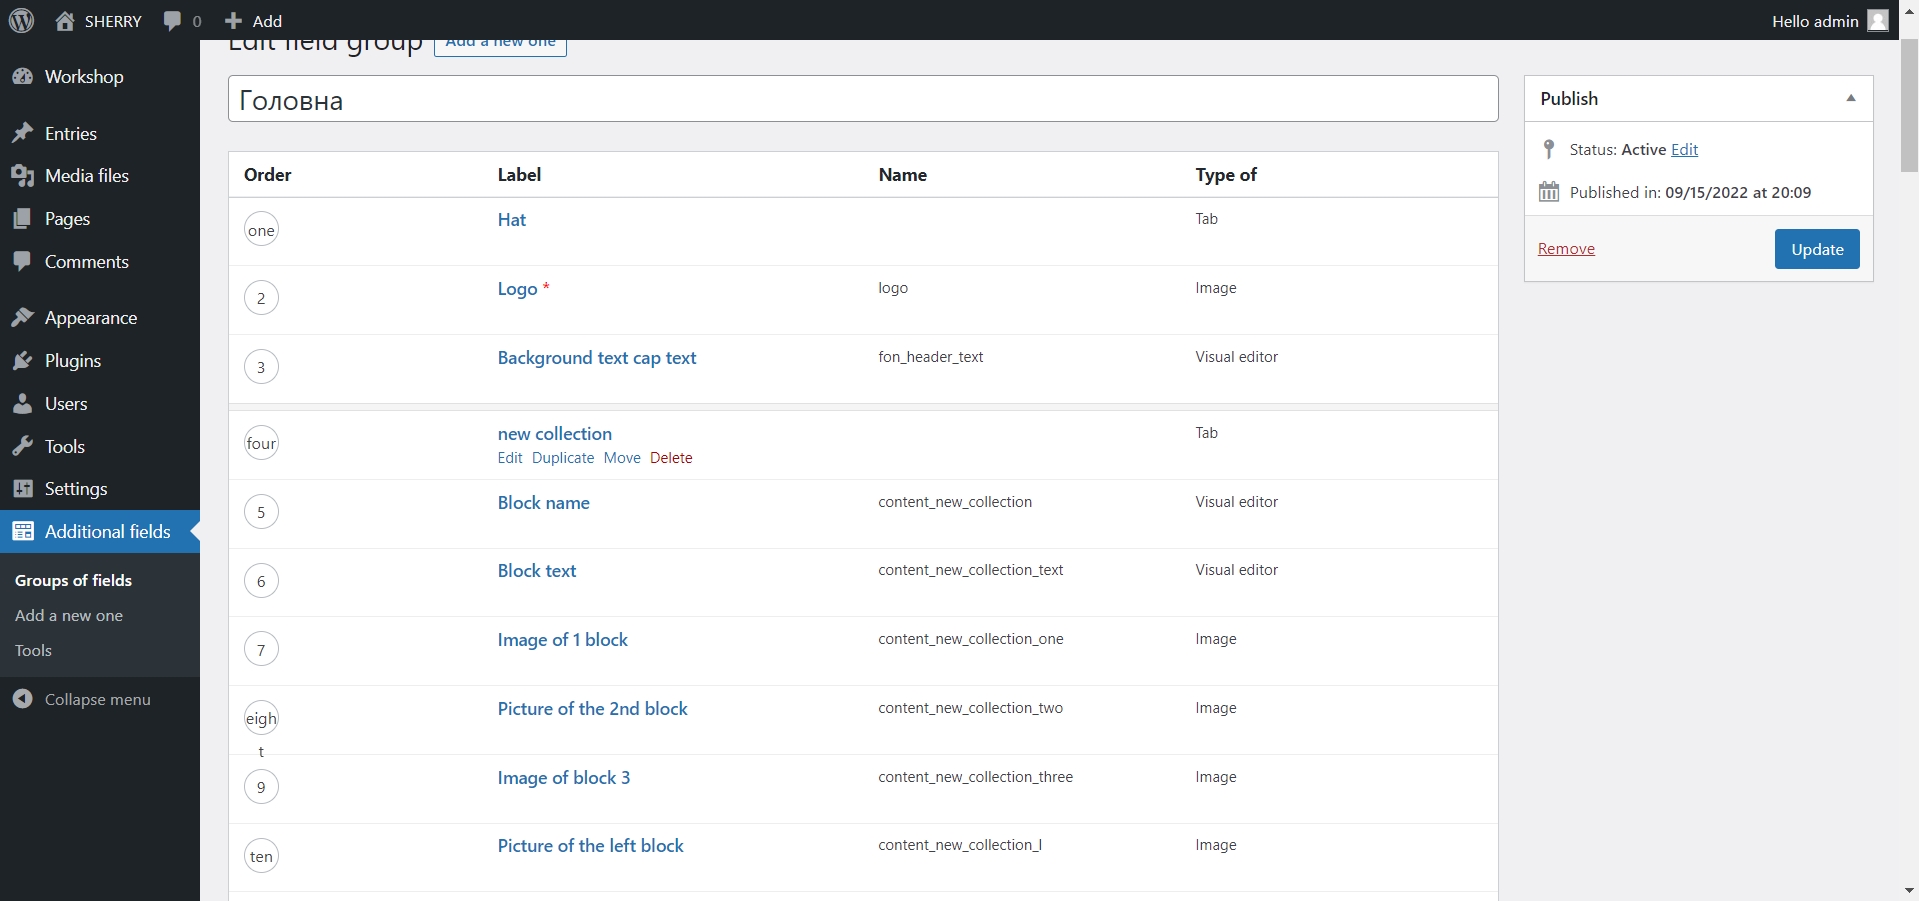 SHERRY 0 Add Hello admin
Edit field group Add a new one
Workshop
Entries
Media files
Pages
Comments
Appearance
Plugins
Users
Tools
Settings
Additional fields
Groups of fields
Add a new one
Tools
Collapse menu
Головна
Order Label Name Type of
one Hat Tab
2 Logo * logo Image
3 Background text cap text fon_header_text Visual editor
four new collection Tab
Edit Duplicate Move Delete
5 Block name content_new_collection Visual editor
6 Block text content_new_collection_text Visual editor
7 Image of 1 block content_new_collection_one Image
eigh Picture of the 2nd block content_new_collection_two Image
t
9 Image of block 3 content_new_collection_three Image
ten Picture of the left block content_new_collection_l Image
Publish
Status: Active Edit
Published in: 09/15/2022 at 20:09
Remove Update